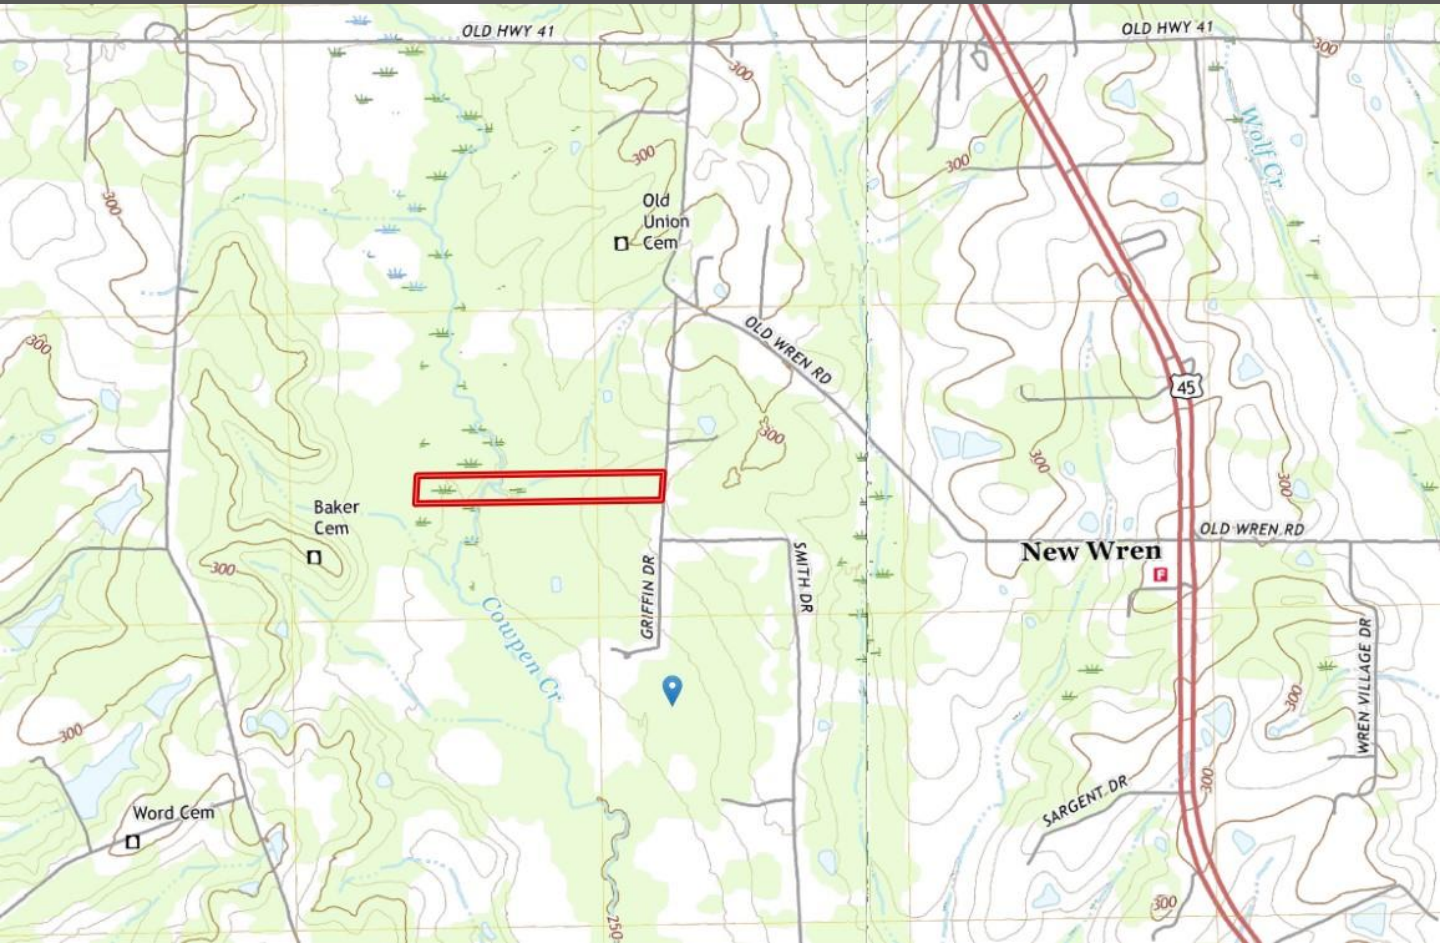 OLD HWY 41
OLD HWY 41
300
300
300
300
Wolf Cr
300
Old
Union
Cem
OLD WREN RD
300
45
300
300
300
Baker
Cem
OLD WREN RD
New Wren
F
300
GRIFFIN DR
SMITH DR
Cowpen Cr
WREN VILLAGE DR
300
300
300
SARGENT DR
Word Cem
300
250